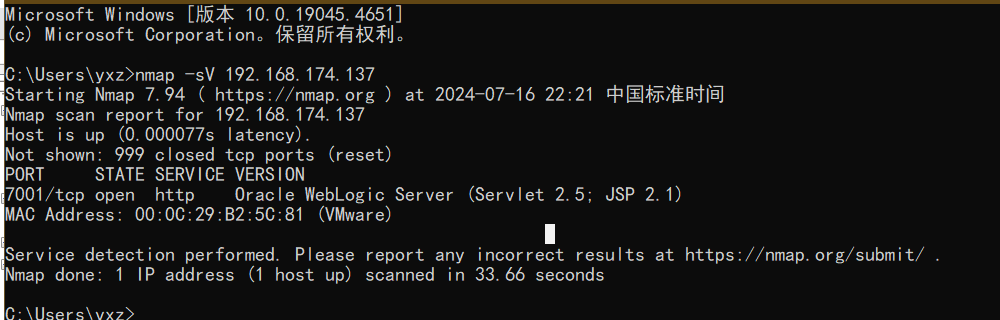 Microsoft Windows [版本 10.0.19045.4651]
(c) Microsoft Corporation。保留所有权利。
C:\Users\yxz>nmap -sV 192.168.174.137
Starting Nmap 7.94 ( https://nmap.org ) at 2024-07-16 22:21 中国标准时间
Nmap scan report for 192.168.174.137
Host is up (0.000077s latency).
Not shown: 999 closed tcp ports (reset)
PORT     STATE SERVICE VERSION
7001/tcp open  http    Oracle WebLogic Server (Servlet 2.5; JSP 2.1)
MAC Address: 00:0C:29:B2:5C:81 (VMware)
Service detection performed. Please report any incorrect results at https://nmap.org/submit/ .
Nmap done: 1 IP address (1 host up) scanned in 33.66 seconds
C:\Users\yxz>